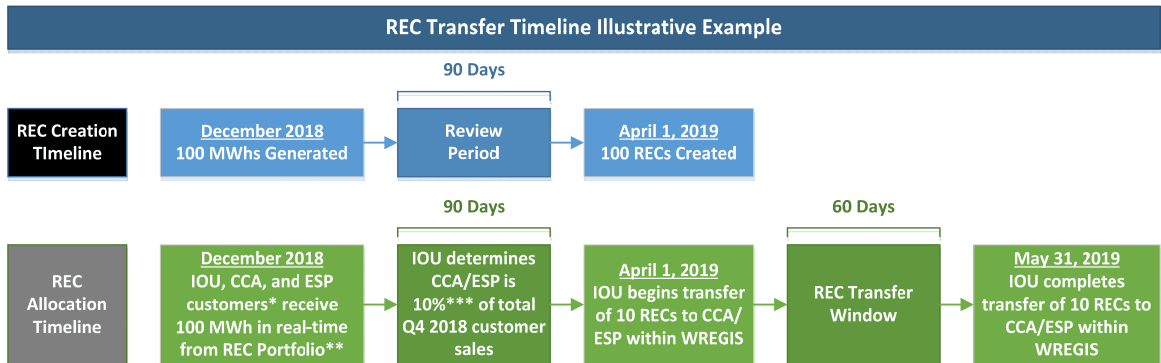 REC Transfer Timeline Illustrative Example
90 Days
REC Creation
TImeline
December 2018
100 MWhs Generated
Review
Period
April 1, 2019
100 RECs Created
90 Days
60 Days
REC
Allocation
Timeline
December 2018
IOU, CCA, and ESP
customers* receive
100 MWh in real-time
from REC Portfolio**
IOU determines
CCA/ESP is
10%*** of total
Q4 2018 customer
sales
April 1, 2019
IOU begins transfer
of 10 RECs to CCA/
ESP within WREGIS
REC Transfer
Window
May 31, 2019
IOU completes
transfer of 10 RECs to
CCA/ESP within
WREGIS